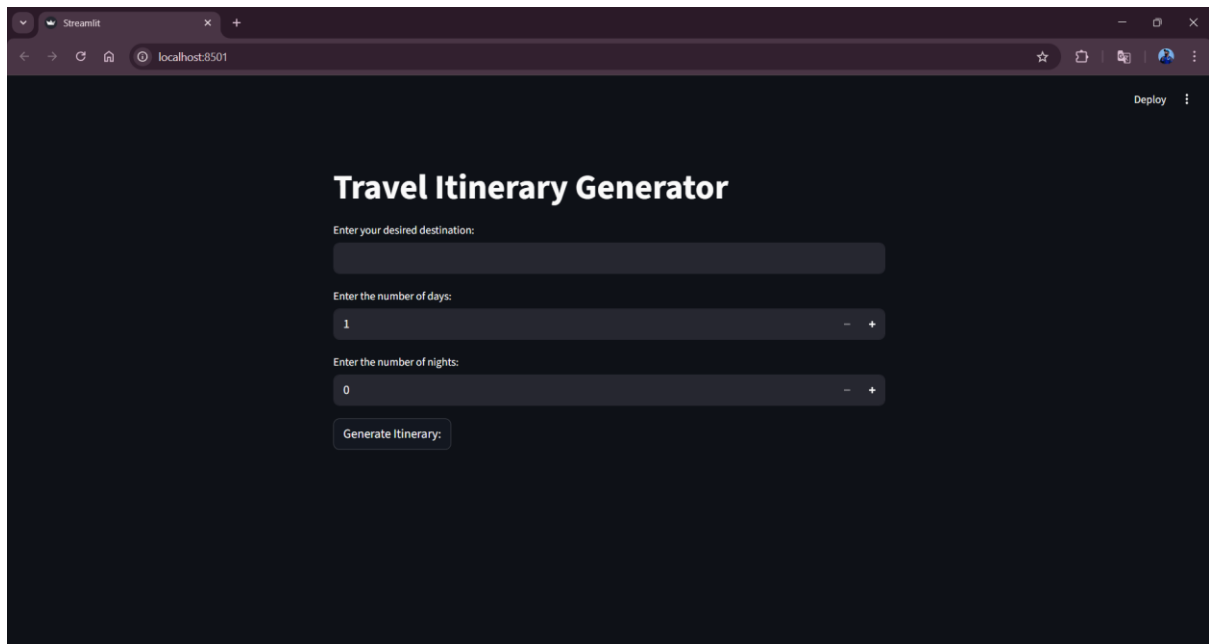 Streamlit
localhost:8501
Deploy
Travel Itinerary Generator
Enter your desired destination:
Enter the number of days:
1
Enter the number of nights:
0
Generate Itinerary: